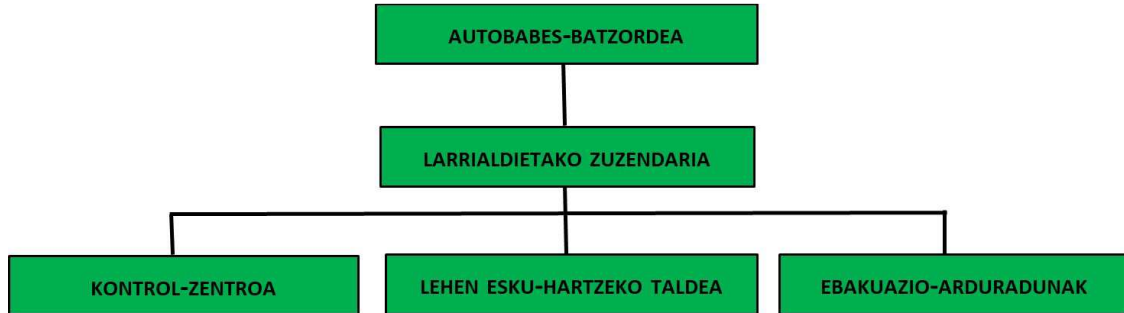 AUTOBABES-BATZORDEA
LARRIALDIETAKO ZUZENDARIA
KONTROL-ZENTROA
LEHEN ESKU-HARTZEKO TALDEA
EBAKUAZIO-ARDURADUNAK